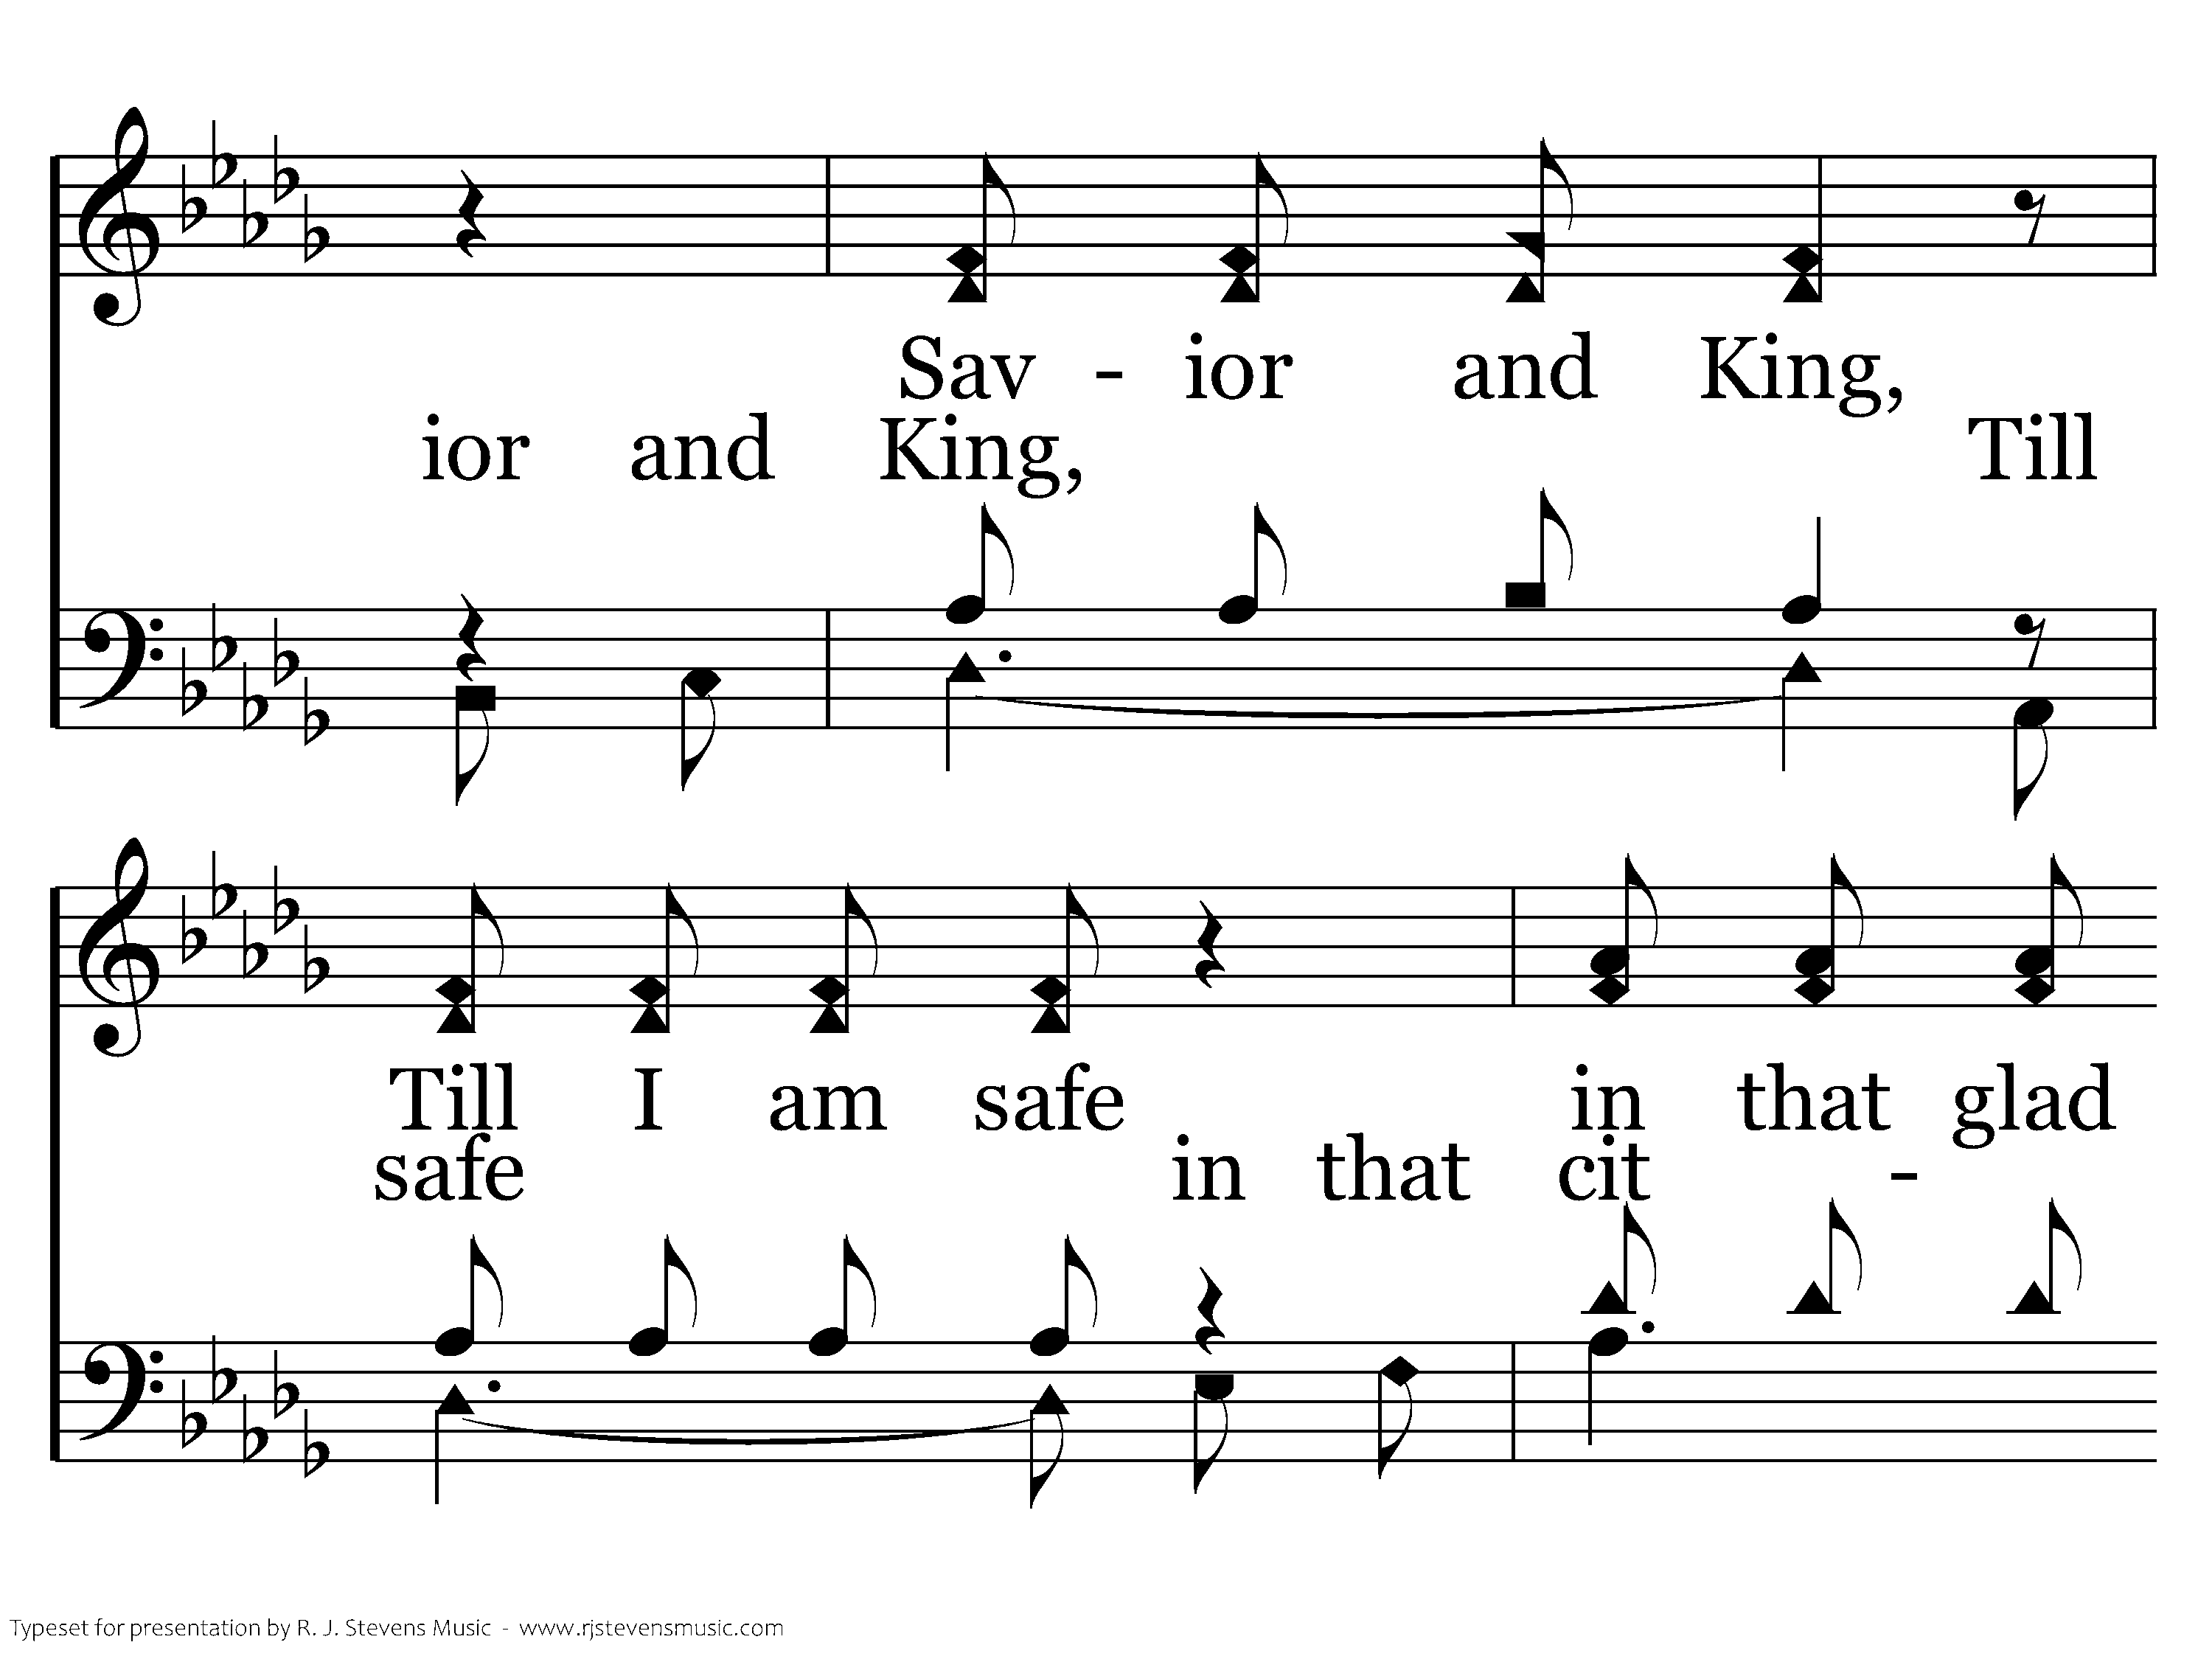 Sav - ior and King,
ior and King, Till
Till I am safe in that glad
safe in that cit -
Typeset for presentation by R. J. Stevens Music - www.rjstevensmusic.com